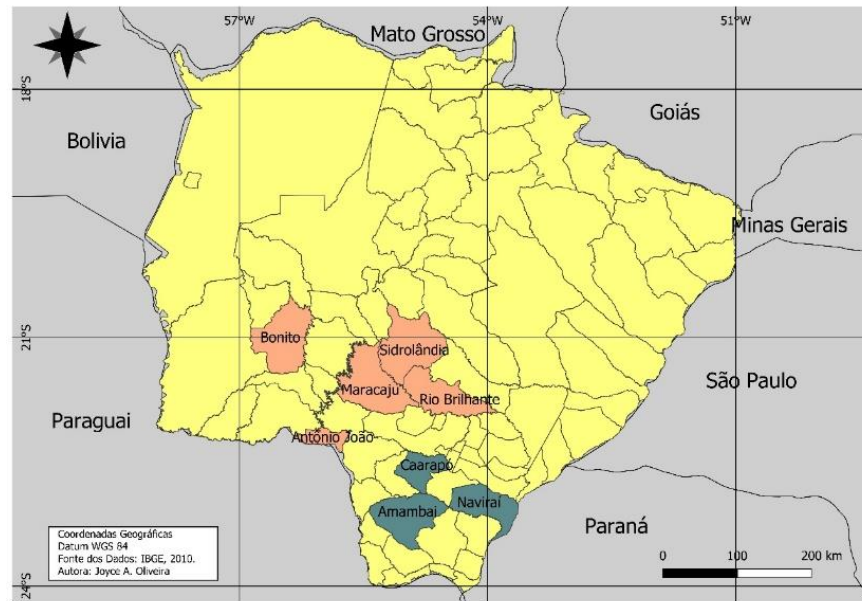 57°W
54°W
51°W
Mato Grosso
18°S
Goiás
Bolivia
Minas Gerais
21°S
Bonito
Sidrolândia
São Paulo
Maracaju
Rio Brilhante
Paraguai
Antônio João
Caarapó
Naviraí
Amambai
Paraná
Coordenadas Geográficas
Datum WGS 84
Fonte dos Dados: IBGE, 2010.
Autora: Joyce A. Oliveira
0 100 200 km
24°S